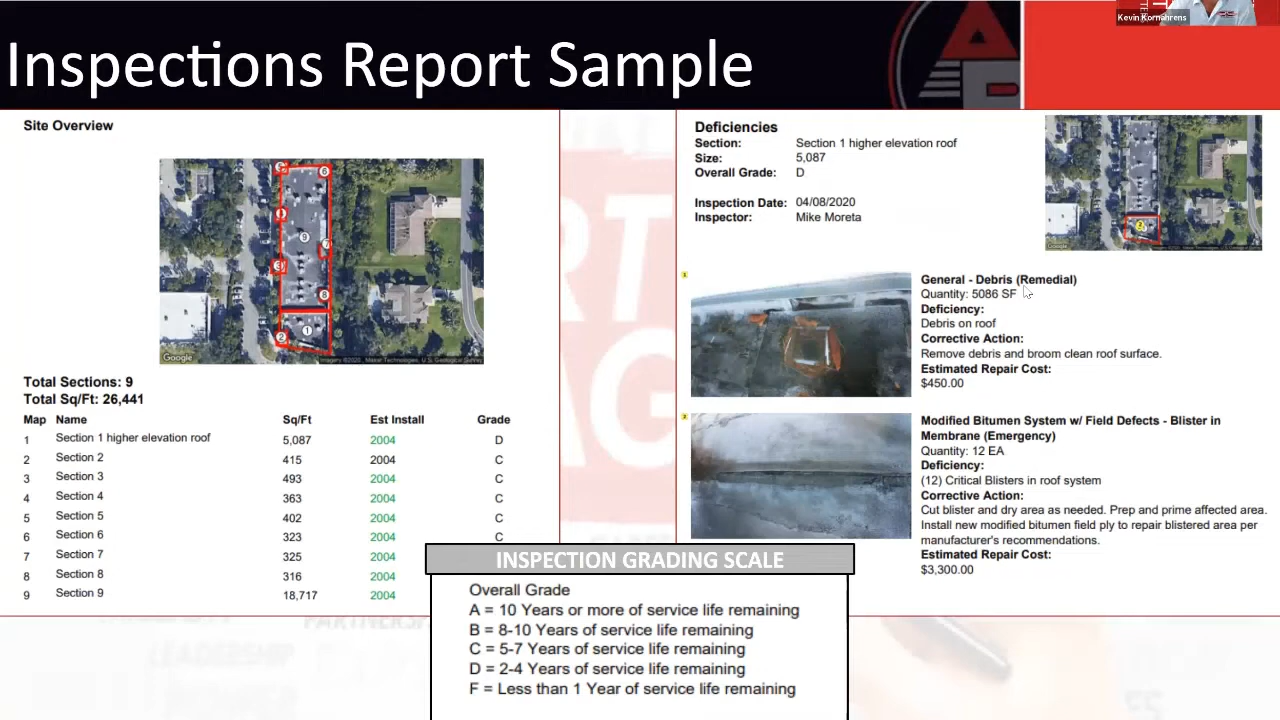 Kevin Kornahrens
Inspections Report Sample
Site Overview
Google
Total Sections: 9
Total Sq/Ft: 26,441
Map Name Sq/Ft Est Install Grade
1 Section 1 higher elevation roof 5,087 2004 D
2 Section 2 415 2004 C
3 Section 3 493 2004 C
4 Section 4 363 2004 C
5 Section 5 402 2004 C
6 Section 6 323 2004 C
7 Section 7 325 2004
8 Section 8 316 2004
9 Section 9 18,717 2004
Deficiencies
Section: Section 1 higher elevation roof
Size: 5,087
Overall Grade: D
Inspection Date: 04/08/2020
Inspector: Mike Moreta
Google
General - Debris (Remedial)
Quantity: 5086 SF
Deficiency:
Debris on roof
Corrective Action:
Remove debris and broom clean roof surface.
Estimated Repair Cost:
$450.00
Modified Bitumen System w/ Field Defects - Blister in
Membrane (Emergency)
Quantity: 12 EA
Deficiency:
(12) Critical Blisters in roof system
Corrective Action:
Cut blister and dry area as needed. Prep and prime affected area.
Install new modified bitumen field ply to repair blistered area per
manufacturer's recommendations.
Estimated Repair Cost:
$3,300.00
INSPECTION GRADING SCALE
Overall Grade
A = 10 Years or more of service life remaining
B = 8-10 Years of service life remaining
C = 5-7 Years of service life remaining
D = 2-4 Years of service life remaining
F = Less than 1 Year of service life remaining